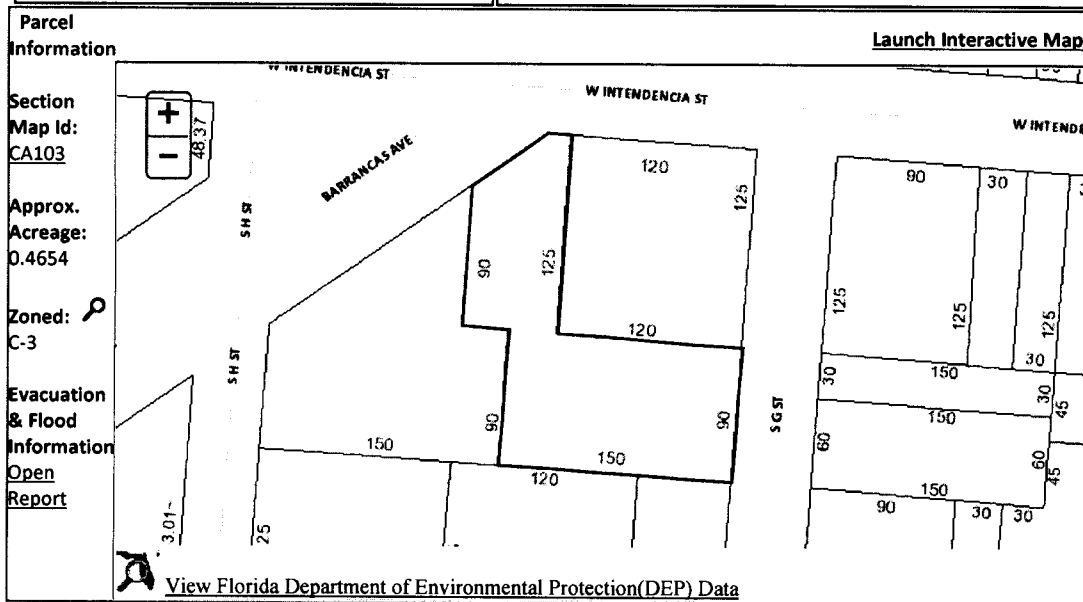 Parcel
Information
Launch Interactive Map
Section
Map Id:
CA103
Approx.
Acreage:
0.4654
Zoned:
C-3
Evacuation
& Flood
Information
Open
Report
+
−
W INTENDENCIA ST
W INTENDENCIA ST
W INTENDE
BARRANCAS AVE
S H ST
S H ST
S G ST
48.37
120
125
90
125
120
90
90
150
150
120
90
30
125
125
125
30
150
30
30
45
150
60
60
45
150
90
30
30
3.01~
25
View Florida Department of Environmental Protection(DEP) Data